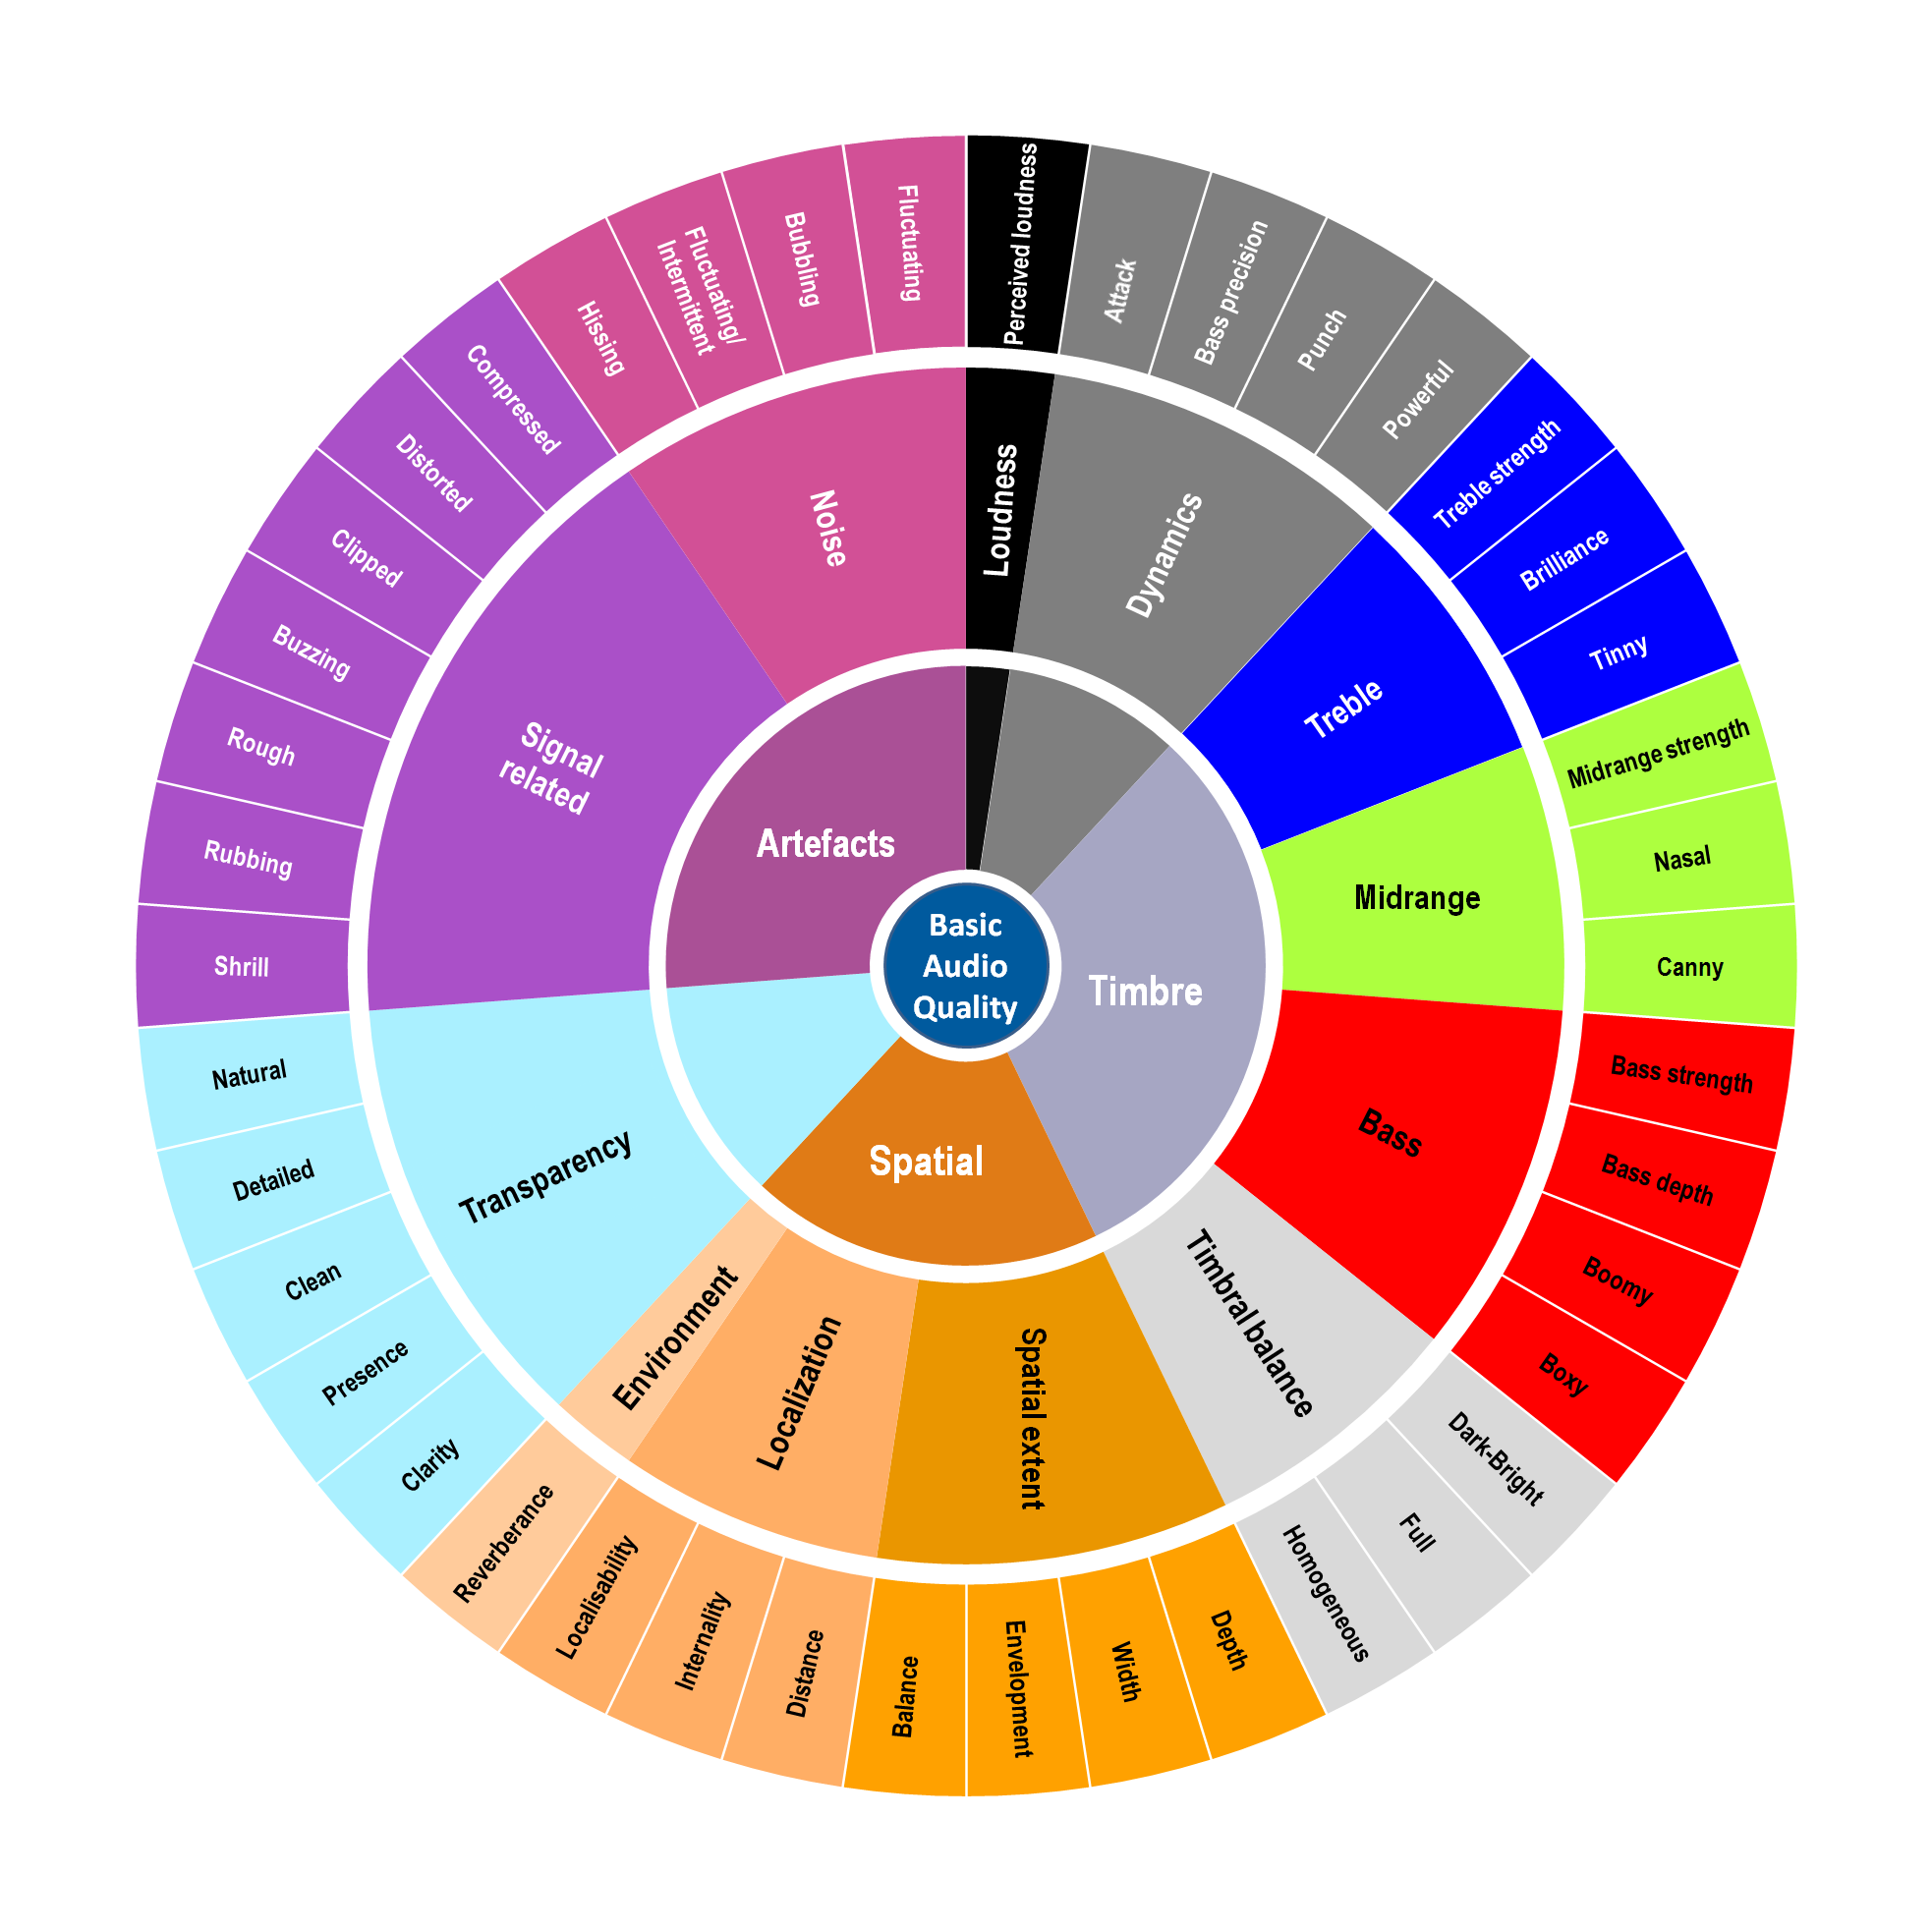 Basic
Audio
Quality
Timbre
Spatial
Artefacts
Loudness
Dynamics
Treble
Midrange
Bass
Timbral balance
Spatial extent
Localization
Environment
Transparency
Signal
related
Noise
Perceived loudness
Attack
Bass precision
Punch
Powerful
Treble strength
Brilliance
Tinny
Midrange strength
Nasal
Canny
Bass strength
Bass depth
Boomy
Boxy
Dark-Bright
Full
Homogeneous
Depth
Width
Envelopment
Balance
Distance
Internality
Localisability
Reverberance
Clarity
Presence
Clean
Detailed
Natural
Shrill
Rubbing
Rough
Buzzing
Clipped
Distorted
Compressed
Hissing
Fluctuating/
Intermittent
Bubbling
Fluctuating